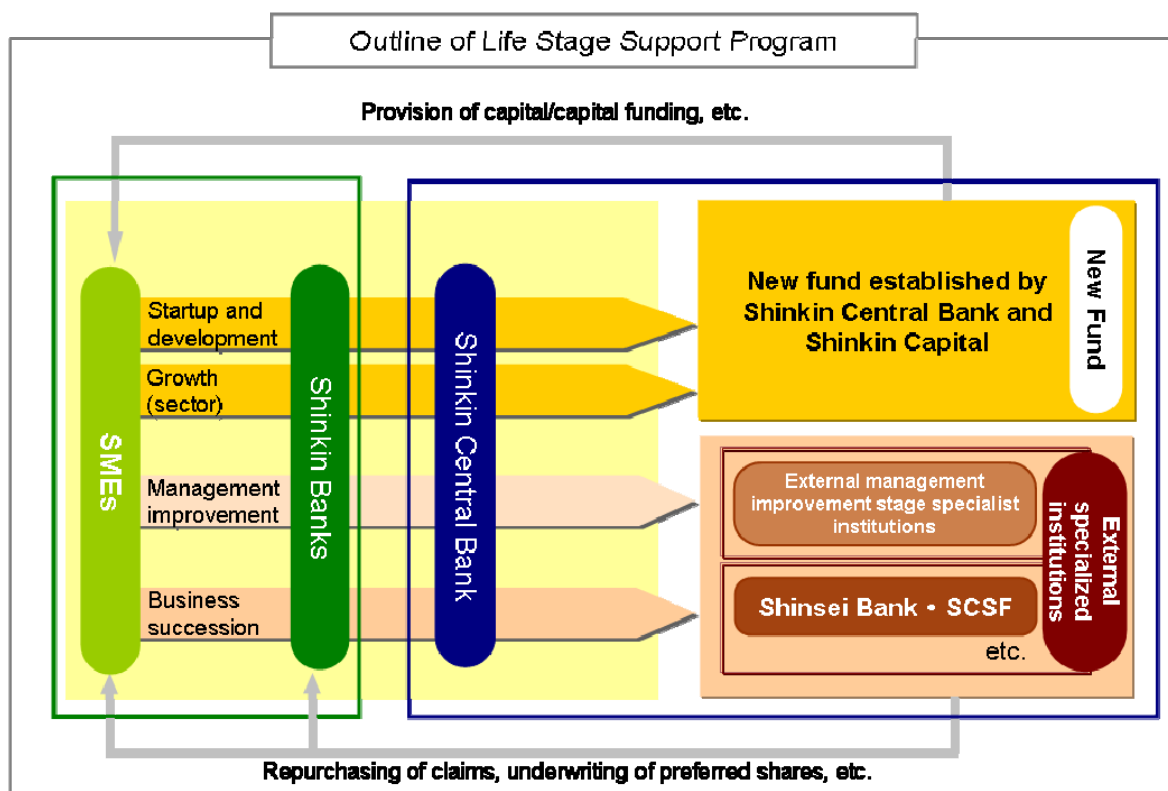 Outline of Life Stage Support Program
Provision of capital/capital funding, etc.
SMEs
Startup and
development
Growth
(sector)
Management
improvement
Business
succession
Shinkin Banks
Shinkin Central Bank
New fund established by
Shinkin Central Bank and
Shinkin Capital
New Fund
External management
improvement stage specialist
institutions
Shinsei Bank・SCSF
etc.
External
specialized
institutions
Repurchasing of claims, underwriting of preferred shares, etc.